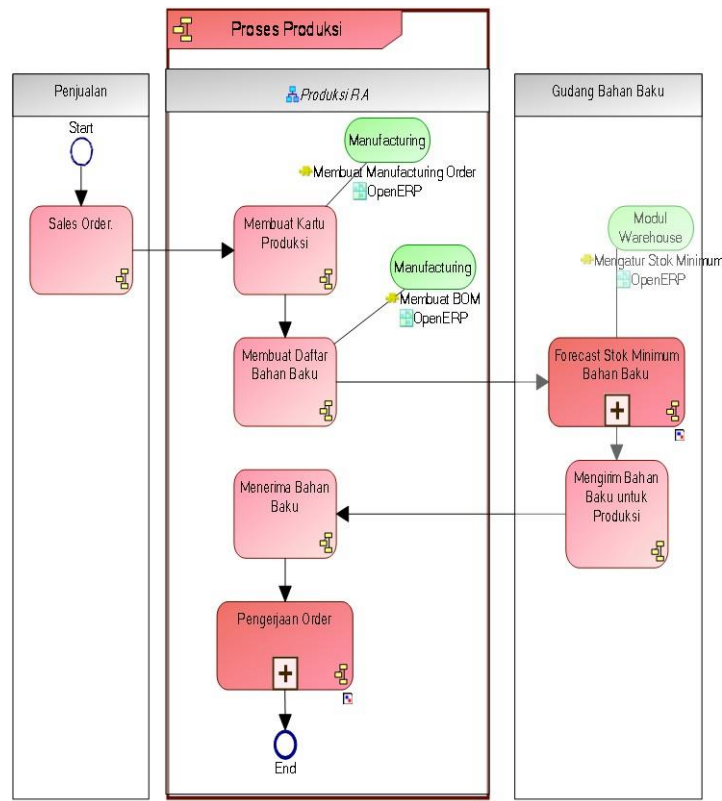 Proses Produksi
Penjualan
Produksi R.A
Gudang Bahan Baku
Start
Sales Order.
Manufacturing
Membuat Manufacturing Order
OpenERP
Membuat Kartu
Produksi
Manufacturing
Membuat BOM
OpenERP
Modul
Warehouse
Mengatur Stok Minimum
OpenERP
Membuat Daftar
Bahan Baku
Forecast Stok Minimum
Bahan Baku
Menerima Bahan
Baku
Mengirim Bahan
Baku untuk
Produksi
Pengerjaan Order
End